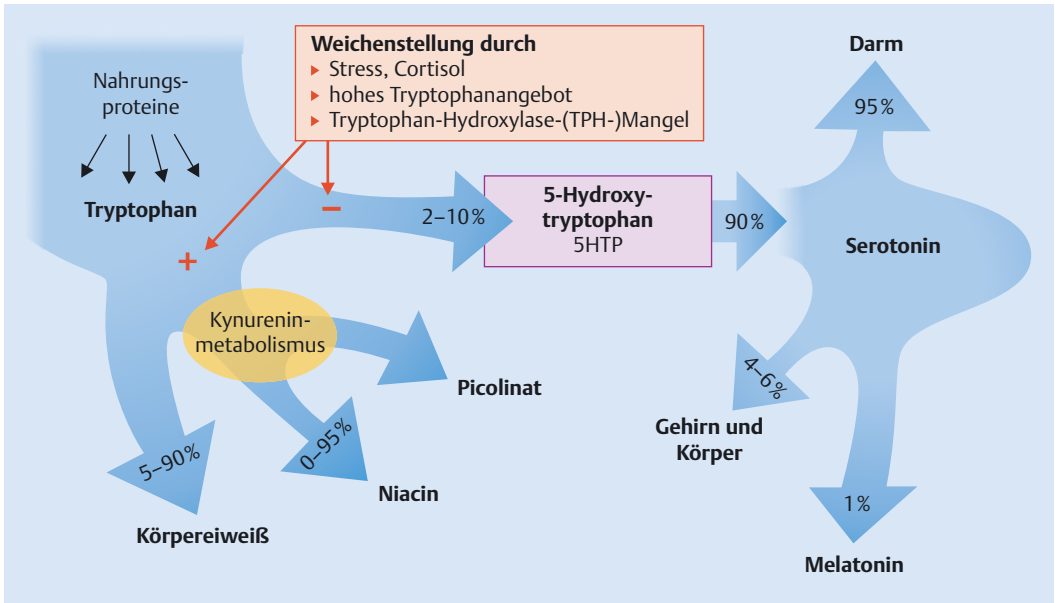 Nahrungs-
proteine
Tryptophan
Weichenstellung durch
▸ Stress, Cortisol
▸ hohes Tryptophanangebot
▸ Tryptophan-Hydroxylase-(TPH-)Mangel
–
+
2–10%
5-Hydroxy-
tryptophan
5HTP
90%
Darm
95%
Serotonin
Kynurenin-
metabolismus
Picolinat
0–95%
Niacin
5–90%
Körpereiweiß
4–6%
Gehirn und
Körper
1%
Melatonin